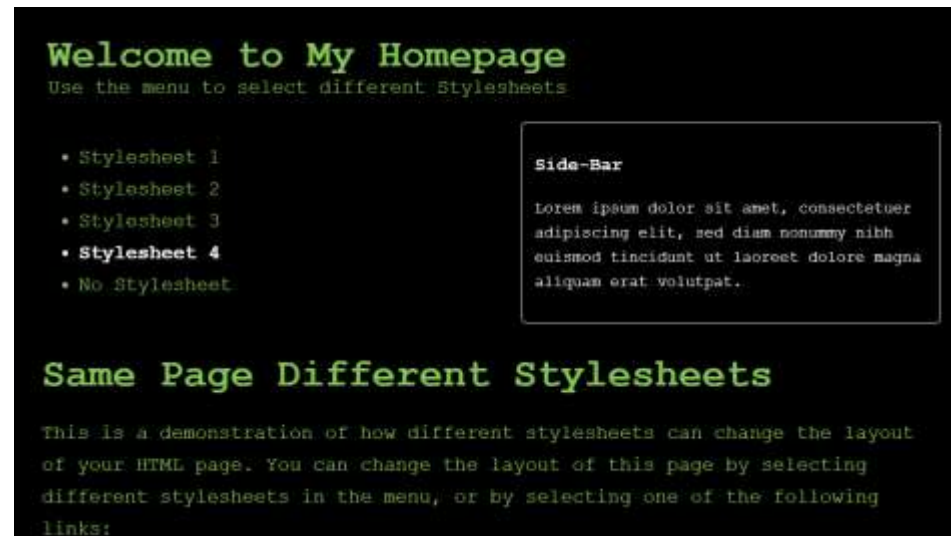 Welcome to My Homepage
Use the menu to select different Stylesheets
Stylesheet 1
Stylesheet 2
Stylesheet 3
Stylesheet 4
No Stylesheet
Side-Bar
Lorem ipsum dolor sit amet, consectetuer
adipiscing elit, sed diam nonummy nibh
euismod tincidunt ut laoreet dolore magna
aliquam erat volutpat.
Same Page Different Stylesheets
This is a demonstration of how different stylesheets can change the layout
of your HTML page. You can change the layout of this page by selecting
different stylesheets in the menu, or by selecting one of the following
links: